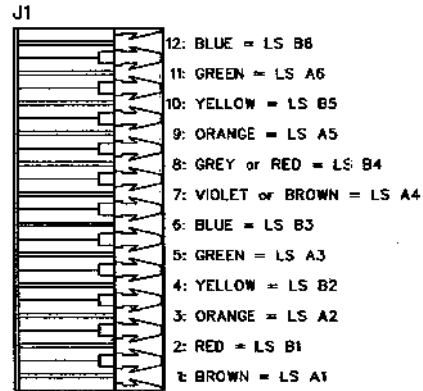 J1
12: BLUE = LS B6
11: GREEN = LS A6
10: YELLOW = LS B5
9: ORANGE = LS A5
8: GREY or RED = LS B4
7: VIOLET or BROWN = LS A4
6: BLUE = LS B3
5: GREEN = LS A3
4: YELLOW = LS B2
3: ORANGE = LS A2
2: RED = LS B1
1: BROWN = LS A1